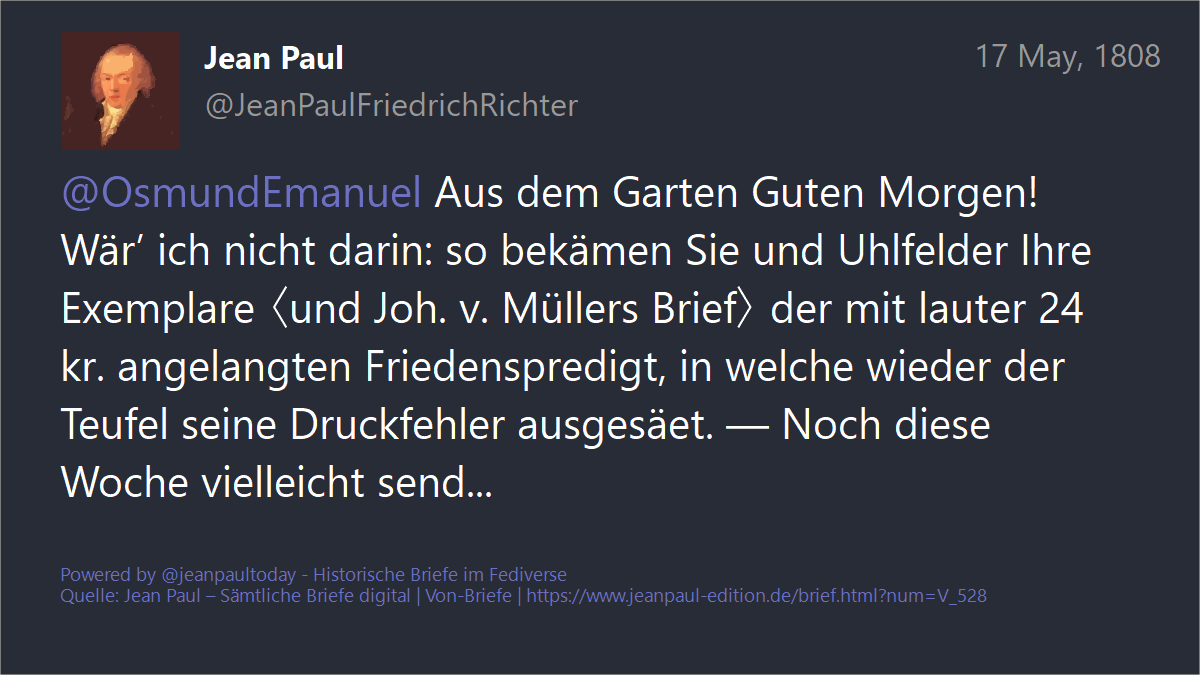 Jean Paul
17 May, 1808
@JeanPaulFriedrichRichter
@OsmundEmanuel Aus dem Garten Guten Morgen!
Wär’ ich nicht darin: so bekämen Sie und Uhlfelder Ihre
Exemplare 〈und Joh. v. Müllers Brief〉 der mit lauter 24
kr. angelangten Friedenspredigt, in welche wieder der
Teufel seine Druckfehler ausgesäet. — Noch diese
Woche vielleicht send...
Powered by @jeanpaultoday - Historische Briefe im Fediverse
Quelle: Jean Paul – Sämtliche Briefe digital | Von-Briefe | https://www.jeanpaul-edition.de/brief.html?num=V_528